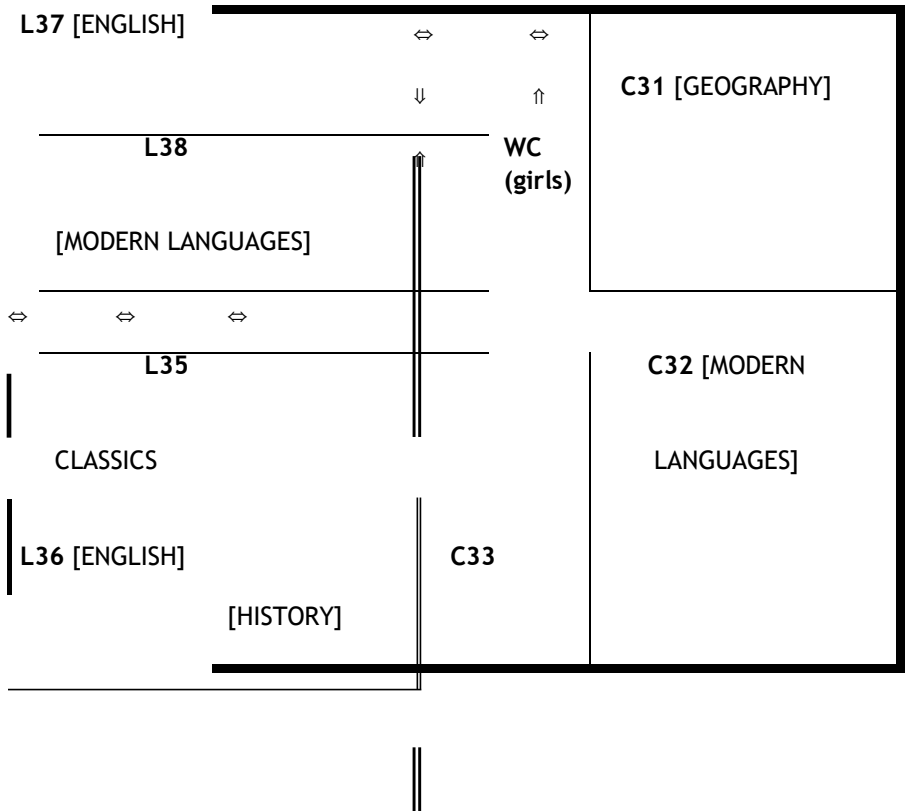 L37 [ENGLISH]
⇔ ⇔
C31 [GEOGRAPHY]
⇓ ⇑
L38
⇑
WC
(girls)
[MODERN LANGUAGES]
⇔ ⇔ ⇔
L35
C32 [MODERN
CLASSICS
LANGUAGES]
L36 [ENGLISH]
C33
[HISTORY]